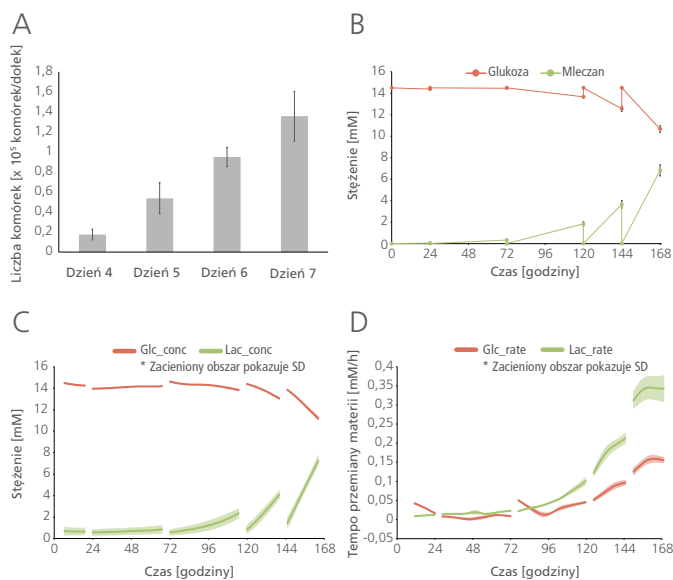 A
Liczba komórek [x 10⁵ komórek/dołek]
1,8
1,6
1,4
1,2
1
0,8
0,6
0,4
0,2
0
Dzień 4 Dzień 5 Dzień 6 Dzień 7
B
Glukoza Mleczan
Stężenie [mM]
16
14
12
10
8
6
4
2
0
0 24 48 72 96 120 144 168
Czas [godziny]
C
Glc_conc Lac_conc
* Zacieniony obszar pokazuje SD
Stężenie [mM]
16
14
12
10
8
6
4
2
0
0 24 48 72 96 120 144 168
Czas [godziny]
D
Glc_rate Lac_rate
* Zacieniony obszar pokazuje SD
Tempo przemiany materii [mM/h]
0,4
0,35
0,3
0,25
0,2
0,15
0,1
0,05
0
-0,05
0 24 48 72 96 120 144 168
Czas [godziny]